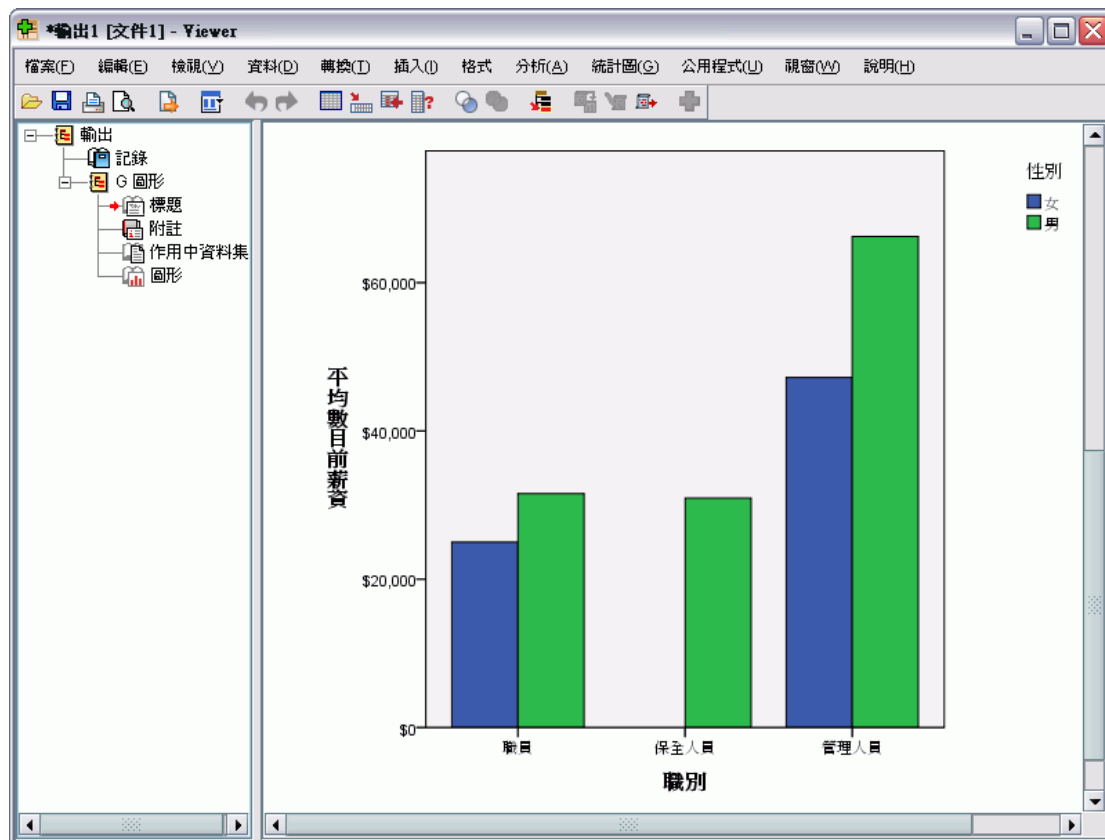 *輸出1 [文件1] - Viewer
檔案(F) 編輯(E) 檢視(V) 資料(D) 轉換(T) 插入(I) 格式 分析(A) 統計圖(G) 公用程式(U) 視窗(W) 說明(H)
輸出
記錄
G 圖形
標題
附註
作用中資料集
圖形
性別
女
男
$60,000
$40,000
$20,000
$0
平均數目前薪資
職員 保全人員 管理人員
職別